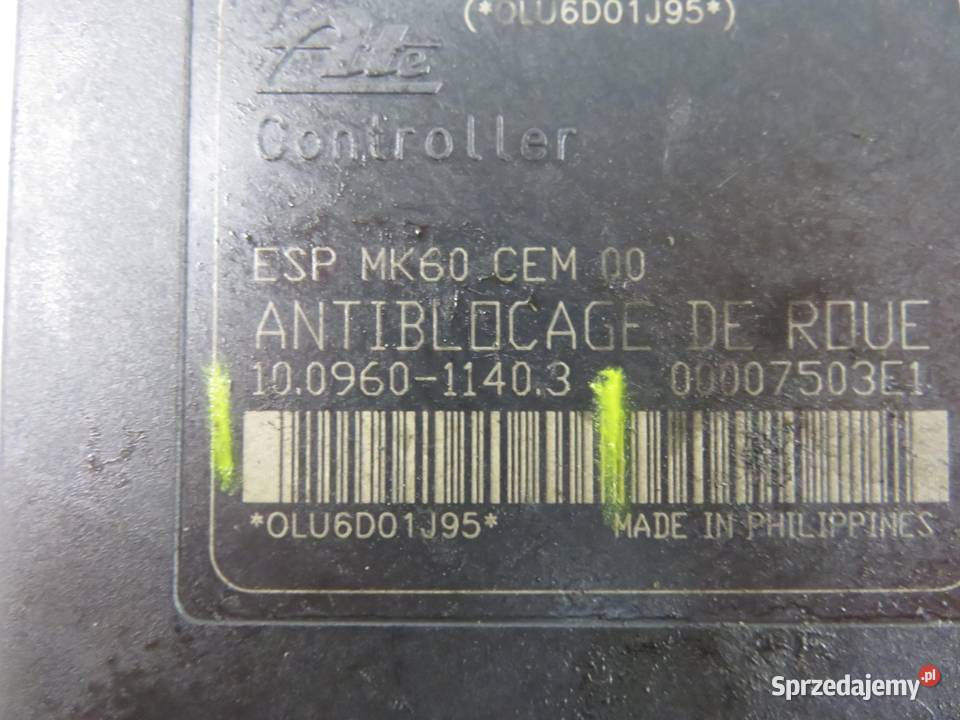 (*OLU6D01J95*)
Ate
Controller
ESP MK60 CEM 00
ANTIBLOCAGE DE ROUE
10.0960-1140.3 00007503E1
*OLU6D01J95*
MADE IN PHILIPPINES
Sprzedajemy.pl